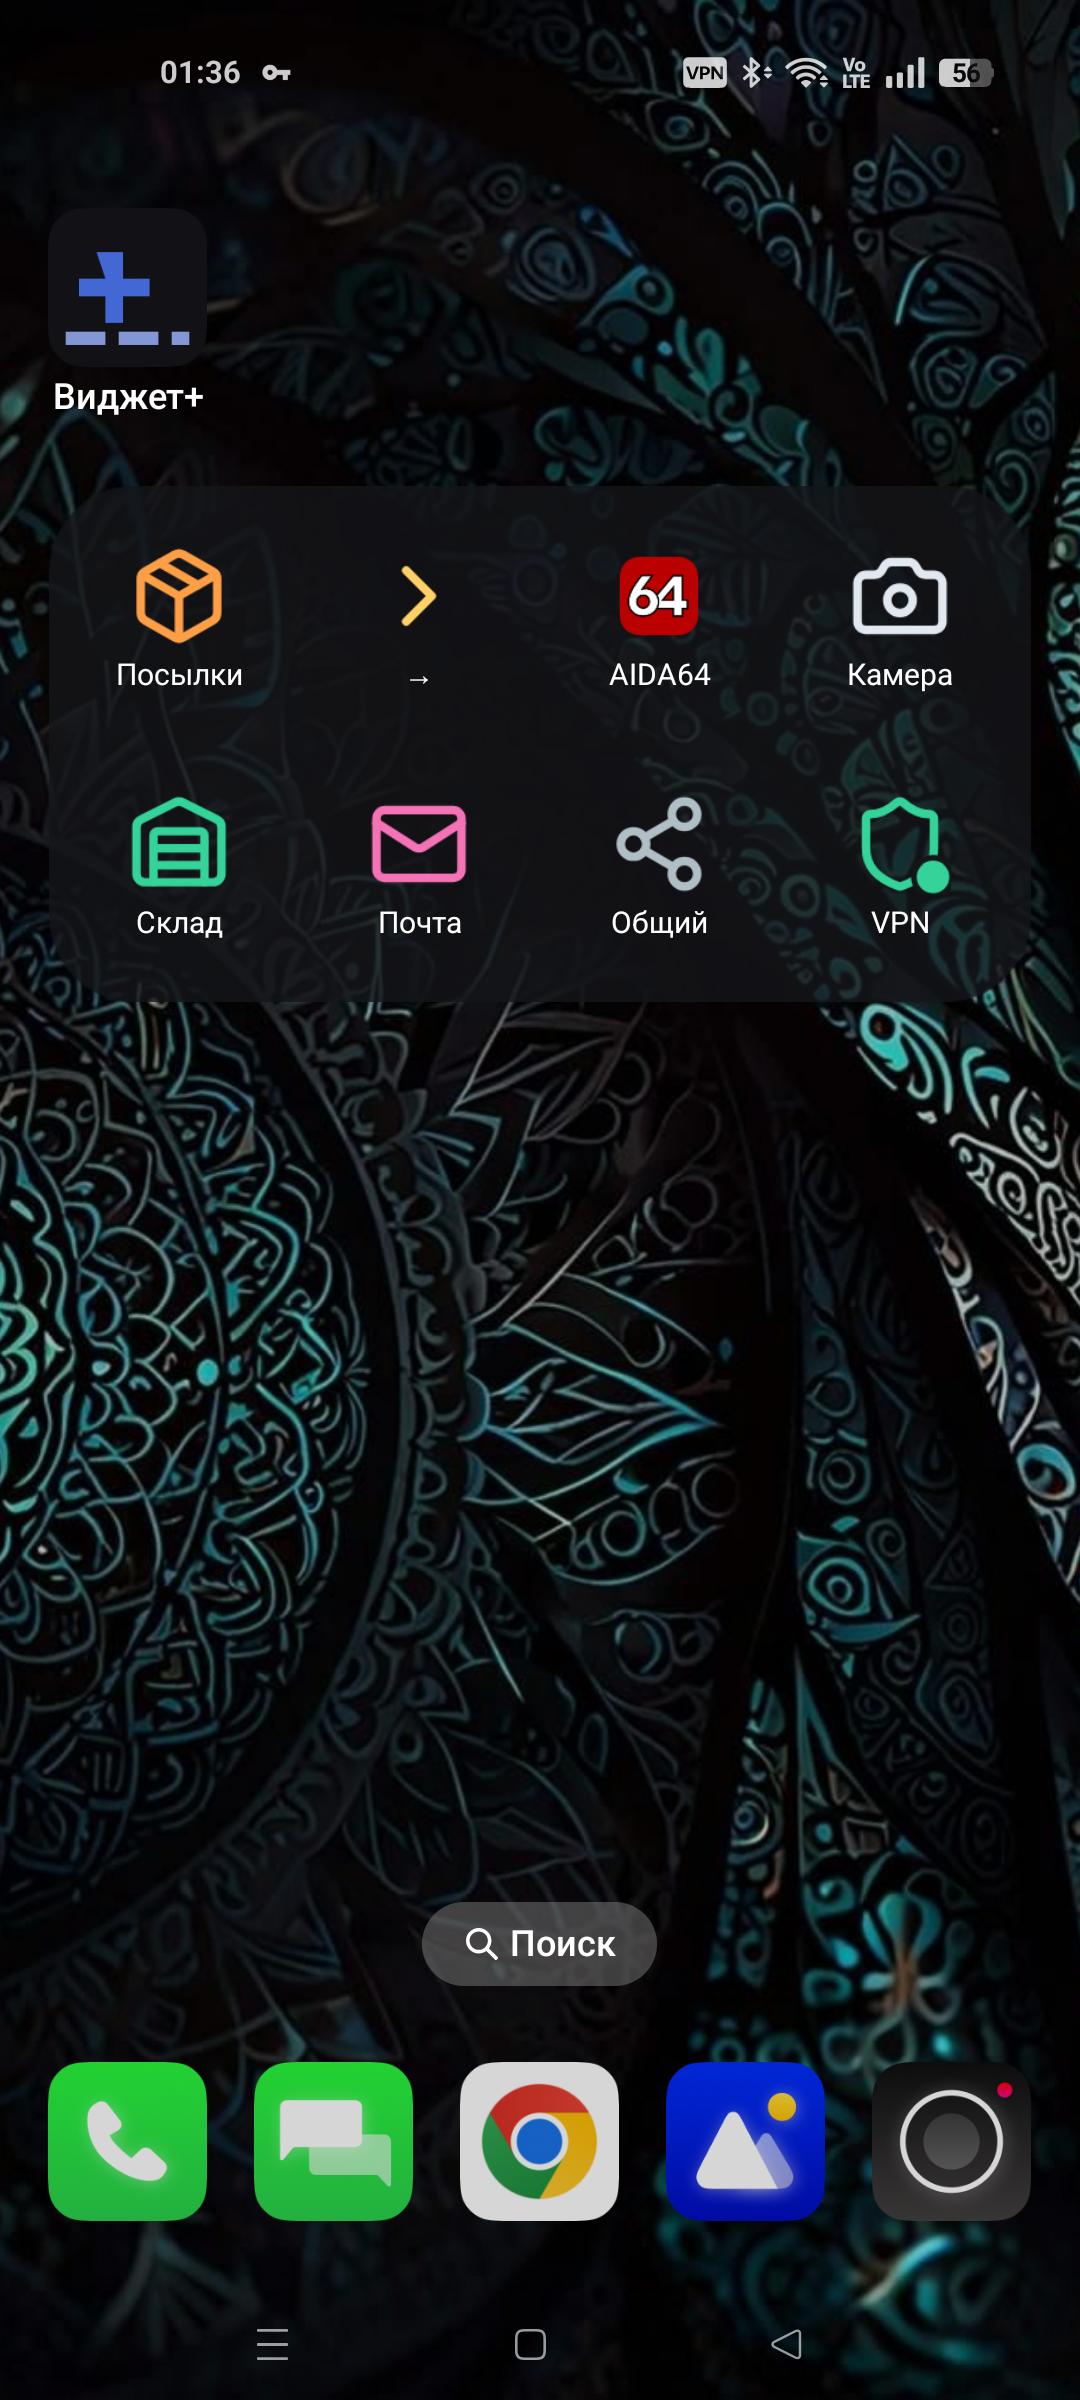 01:36
VPN
Vo
LTE
56
Виджет+
64
Посылки
→
AIDA64
Камера
Склад
Почта
Общий
VPN
Поиск